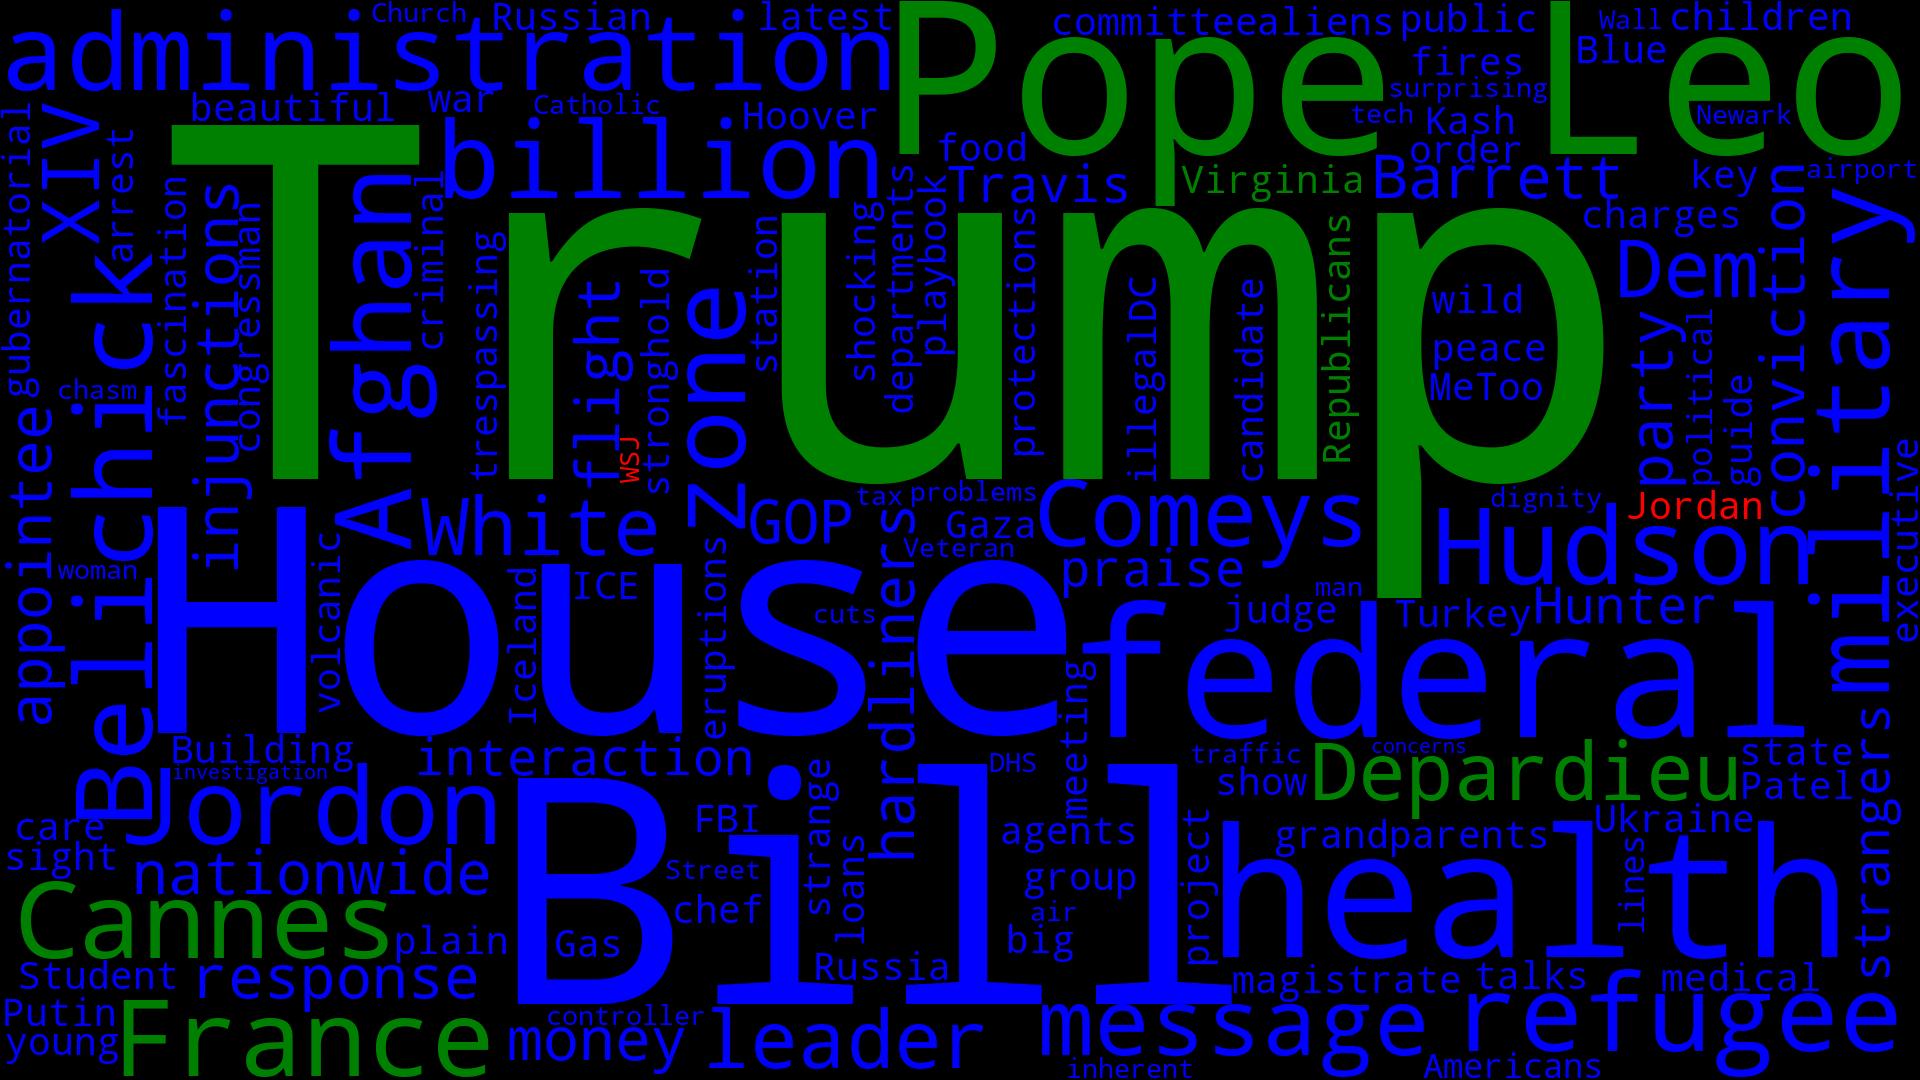 Church
Russian
latest
administration
Pope Leo
committeealiens
public
Wall
children
Blue
fires
surprising
beautiful
war
Catholic
Hoover
tech
Kash
Newark
gubernatorial
XIV
arrest
billion
food
order
Travis
Virginia
Barrett
key
airport
fascination
injunctions
congressman
Trump
Afghan
criminal
trespassing
flight
WSJ
stronghold
zone
station
shocking
departments
playbook
protections
illegalDC
candidate
Republicans
wild
peace
MeToo
charges
Dem
party
political
guide
conviction
military
chasm
Belichick
appointee
woman
White
GOP
tax
problems
Gaza
Veteran
Comeys
praise
dignity
Jordan
Hudson
executive
House
volcanic
Iceland
ICE
eruptions
cuts
hardliners
meeting
man
judge
Turkey
Hunter
federal
Building
investigation
interaction
DHS
traffic
concerns
show
Depardieu
state
Patel
strangers
Jordon
care
sight
nationwide
Bill
FBI
strange
loans
Street
chef
agents
group
air
big
project
grandparents
Ukraine
lines
health
Cannes
plain
Gas
Russia
Student
response
magistrate
talks
medical
Putin
young
France
controller
money
leader
message
refugee
inherent
Americans